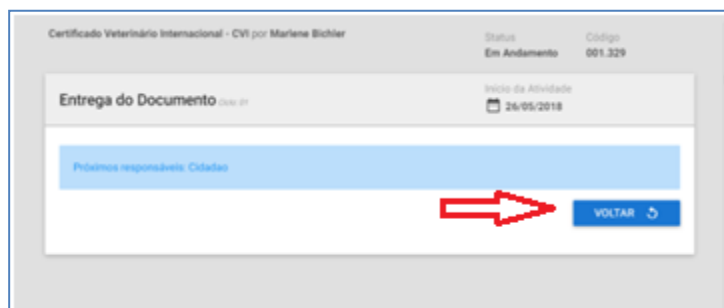 Certificado Veterinário Internacional - CVI por Marlene Bichler
Status
Código
Em Andamento
001.329
Entrega do Documento
Início da Atividade
26/05/2018
Próximos responsáveis: Cidadao
VOLTAR